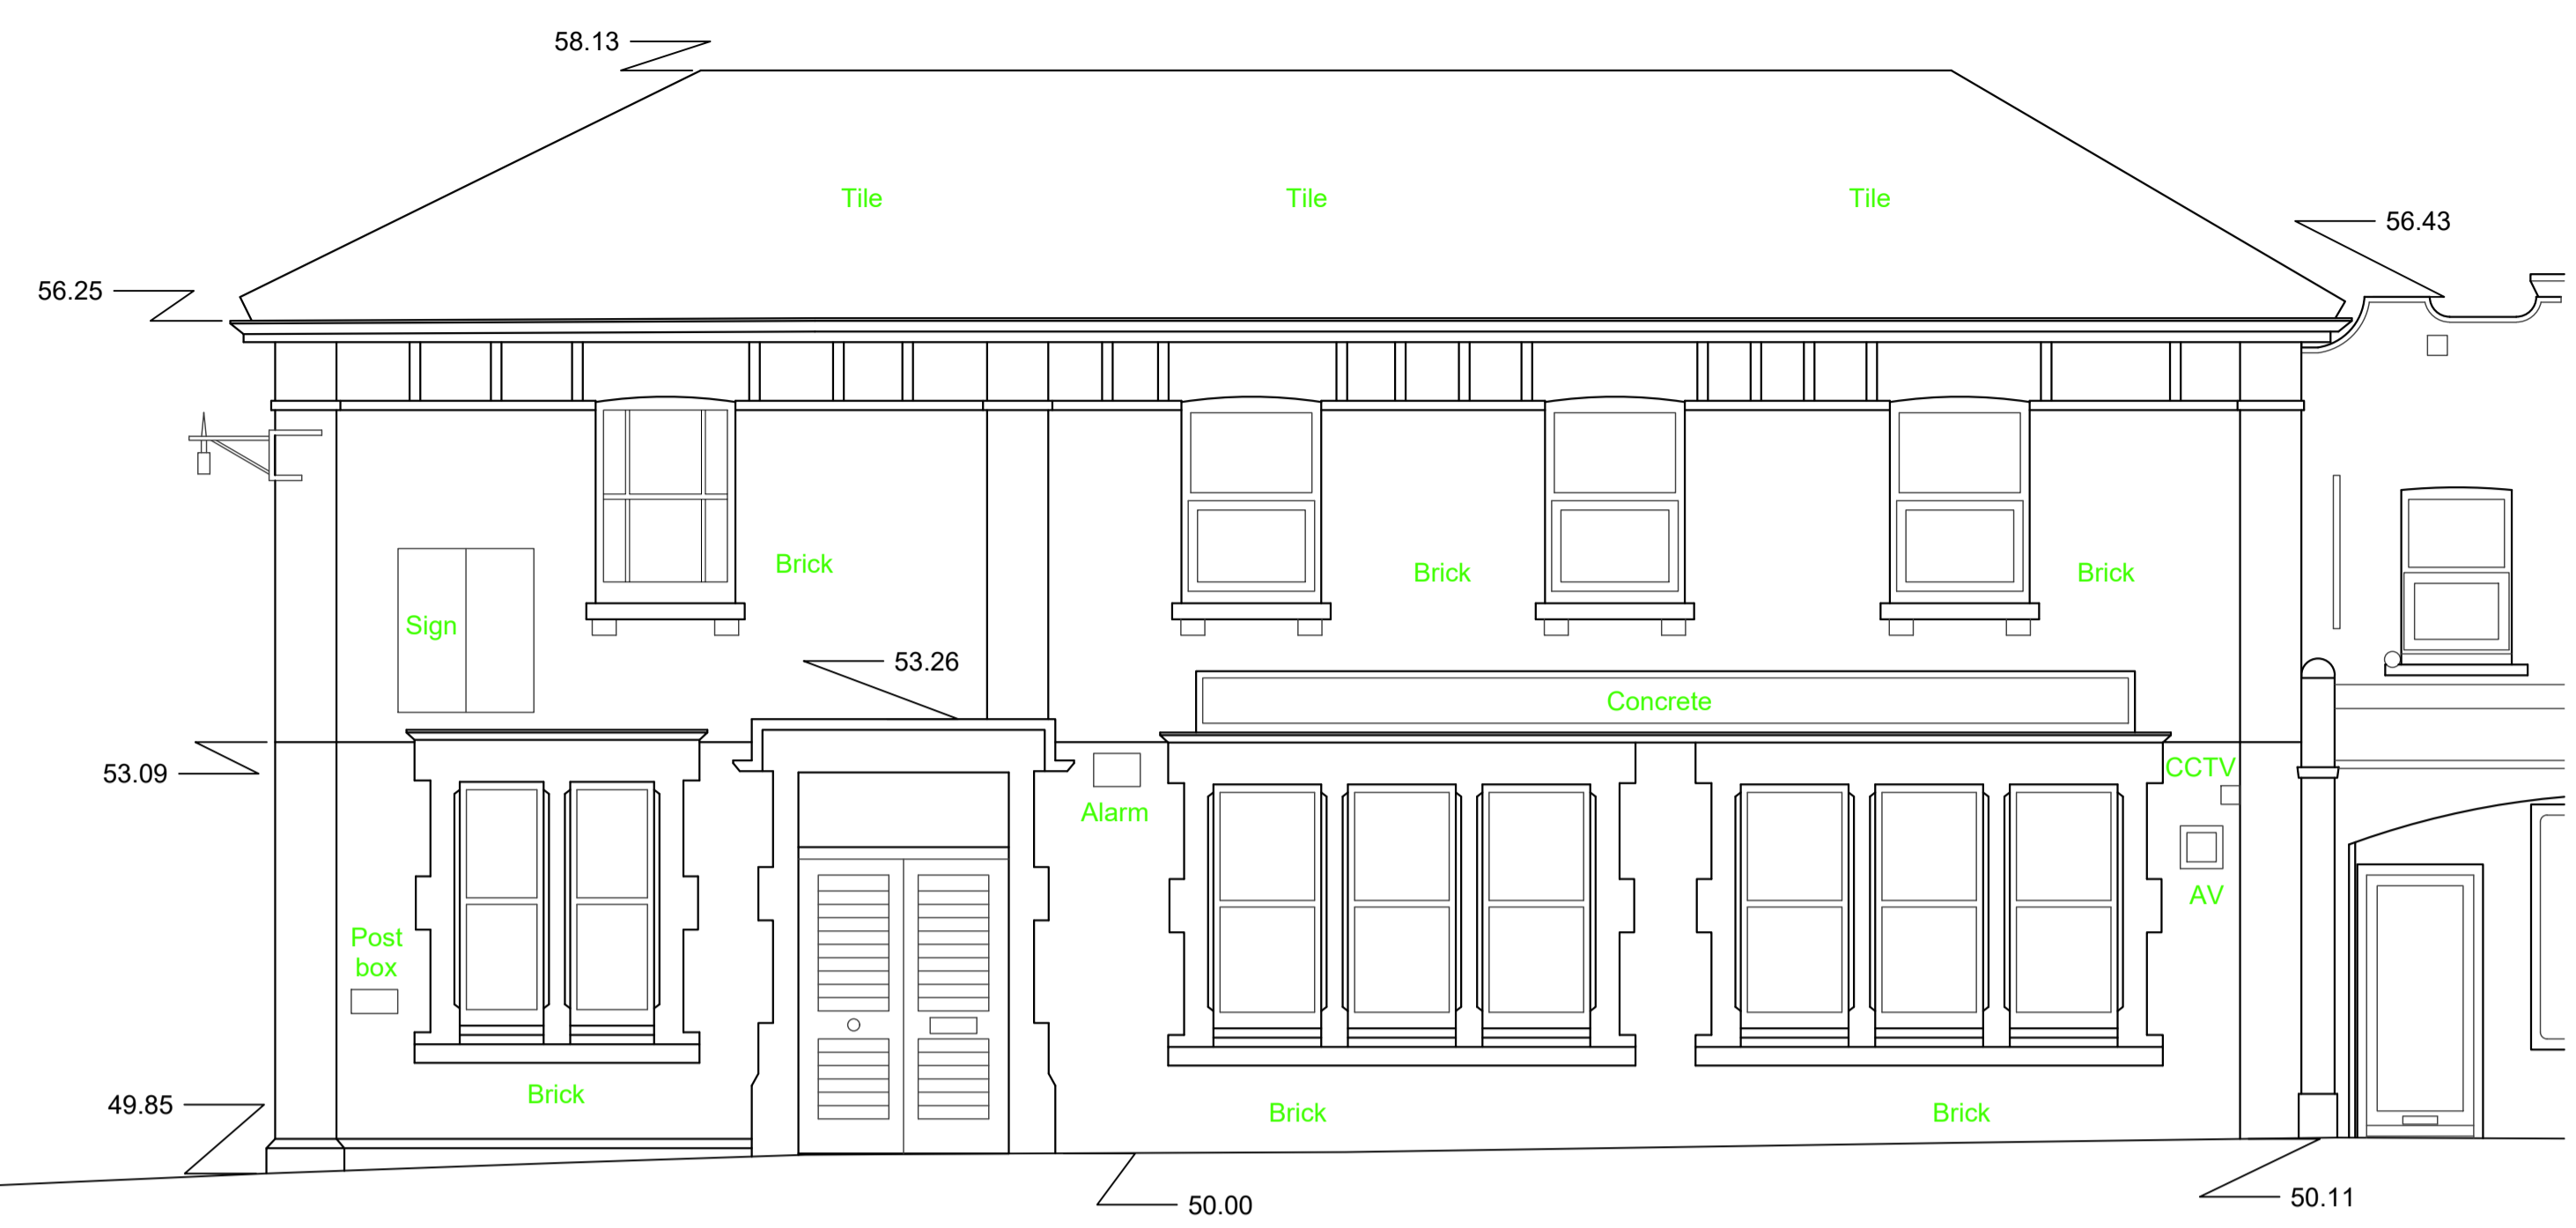 58.13
Tile
Tile
Tile
56.43
56.25
Brick
Brick
Brick
Sign
53.26
Concrete
53.09
CCTV
Alarm
AV
Post
box
Brick
49.85
Brick
Brick
50.00
50.11